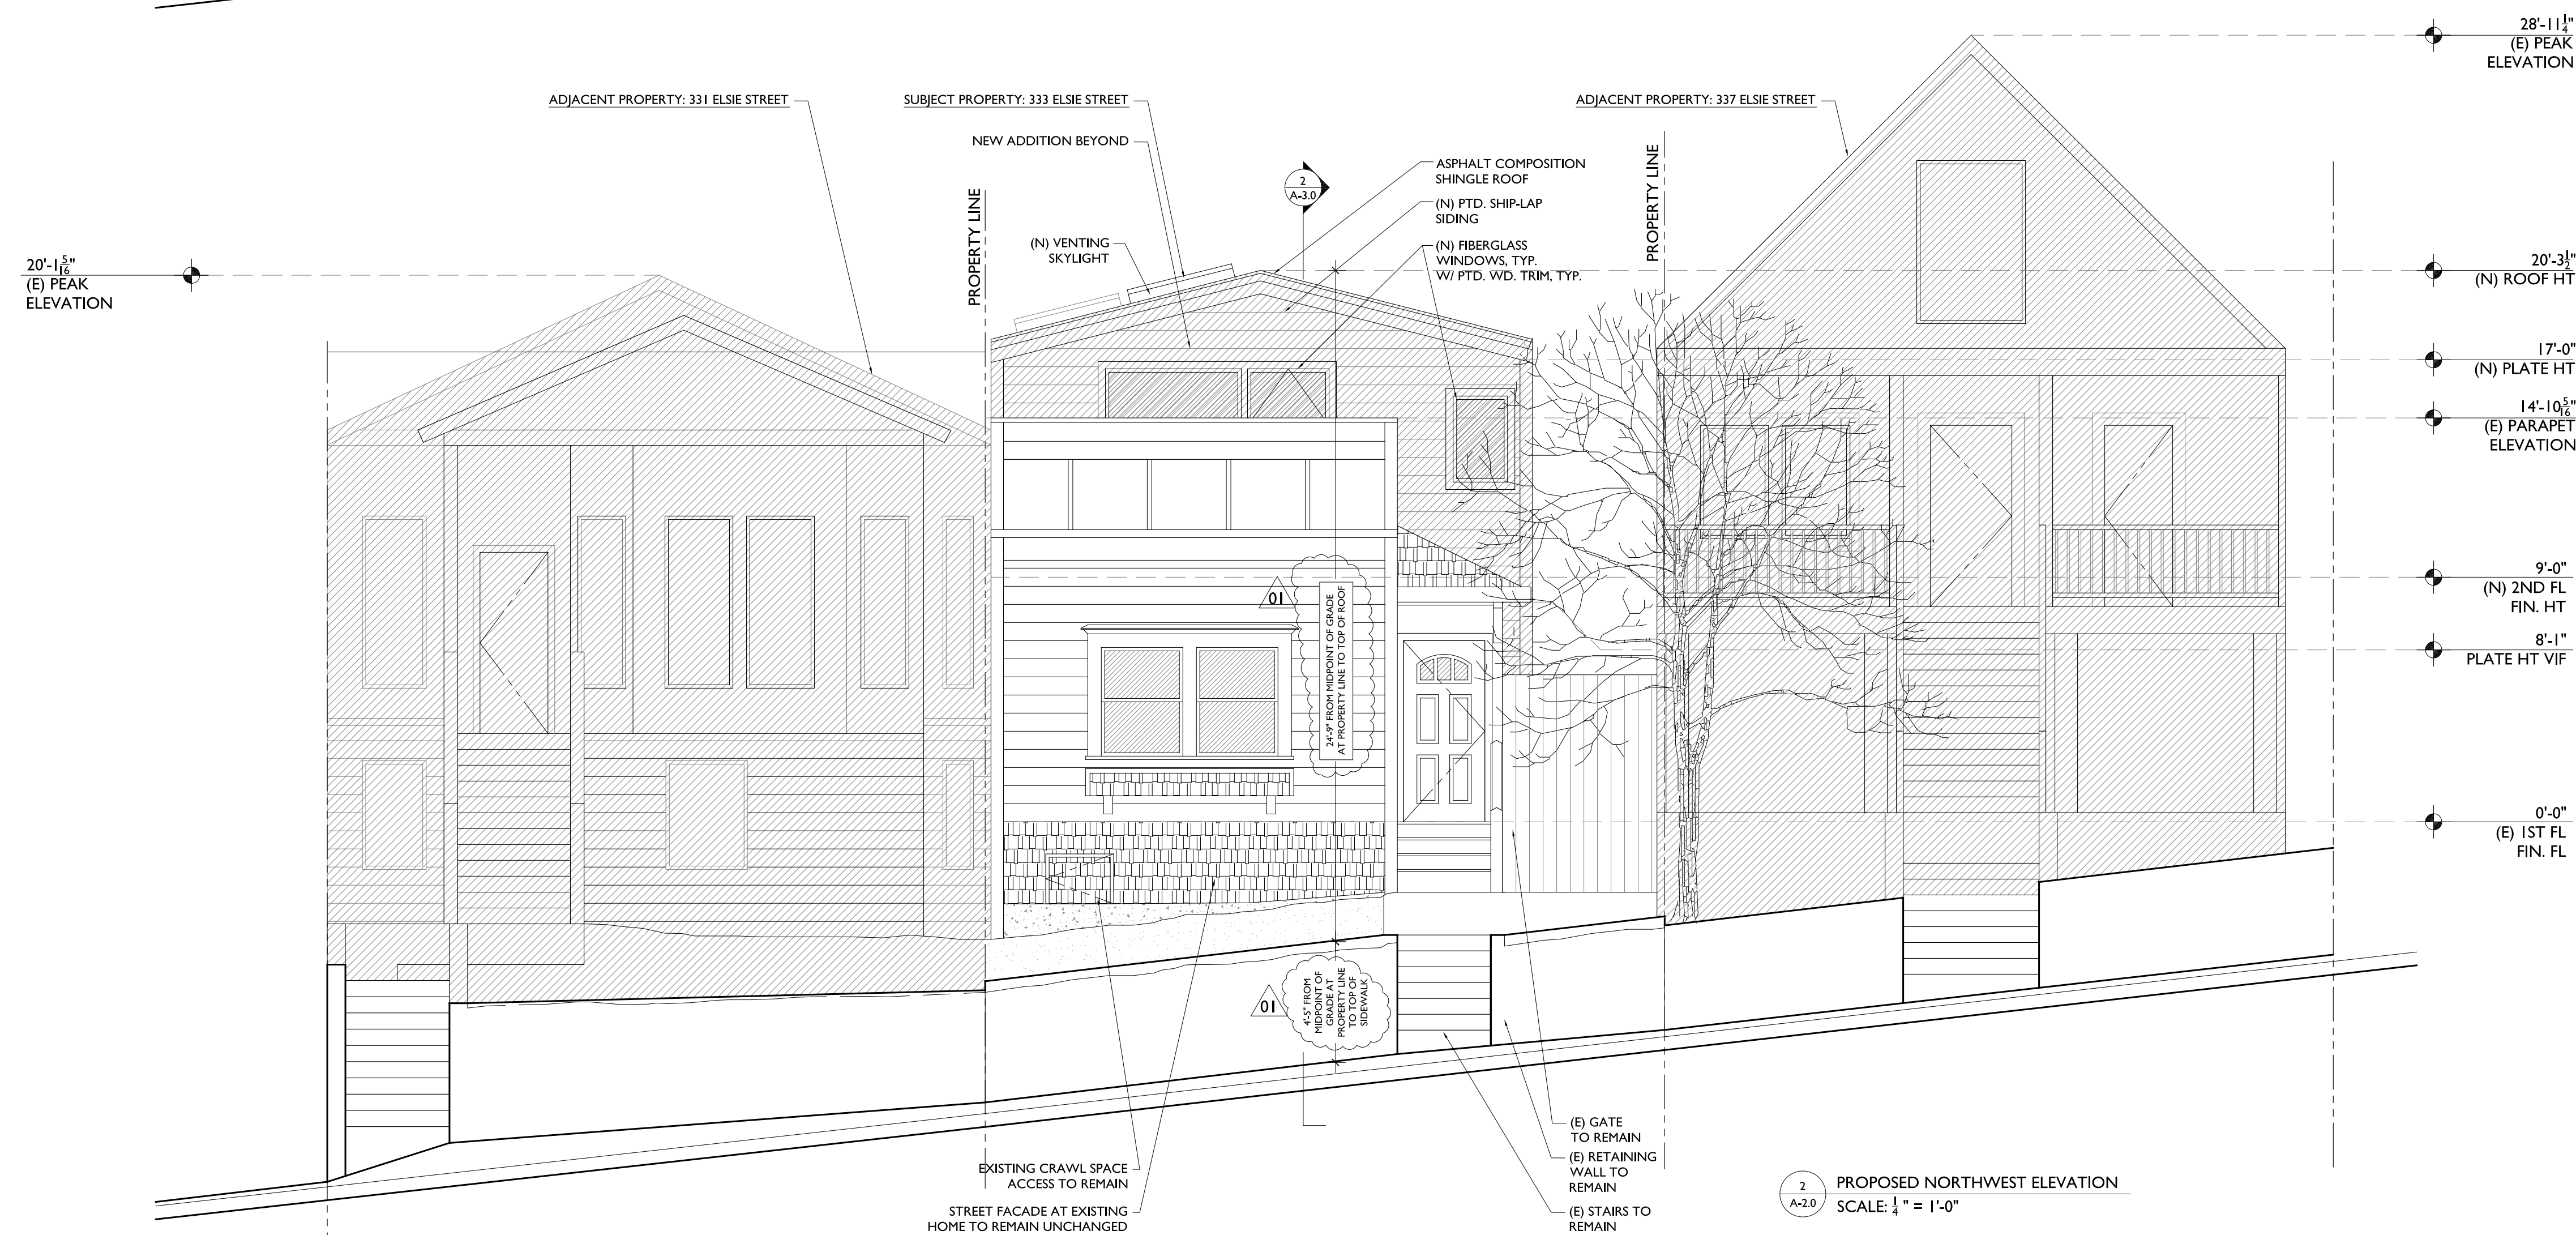 28'-11 1/4"
(E) PEAK
ELEVATION
ADJACENT PROPERTY: 331 ELSIE STREET
SUBJECT PROPERTY: 333 ELSIE STREET
ADJACENT PROPERTY: 337 ELSIE STREET
NEW ADDITION BEYOND
PROPERTY LINE
PROPERTY LINE
ASPHALT COMPOSITION
SHINGLE ROOF
2
A-3.0
(N) PTD. SHIP-LAP
SIDING
(N) VENTING
SKYLIGHT
(N) FIBERGLASS
WINDOWS, TYP.
W/ PTD. WD. TRIM, TYP.
20'-1 5/16"
(E) PEAK
ELEVATION
20'-3 1/2"
(N) ROOF HT
17'-0"
(N) PLATE HT
14'-10 5/16"
(E) PARAPET
ELEVATION
9'-0"
(N) 2ND FL
FIN. HT
8'-1"
PLATE HT VIF
0'-0"
(E) 1ST FL
FIN. FL
01
24'-9" FROM MIDPOINT OF GRADE
AT PROPERTY LINE TO TOP OF ROOF
01
4'-5" FROM
MIDPOINT OF
GRADE AT
PROPERTY LINE
TO TOP OF
SIDEWALK
EXISTING CRAWL SPACE
ACCESS TO REMAIN
STREET FACADE AT EXISTING
HOME TO REMAIN UNCHANGED
(E) GATE
TO REMAIN
(E) RETAINING
WALL TO
REMAIN
(E) STAIRS TO
REMAIN
2
A-2.0
PROPOSED NORTHWEST ELEVATION
SCALE: 1/4" = 1'-0"